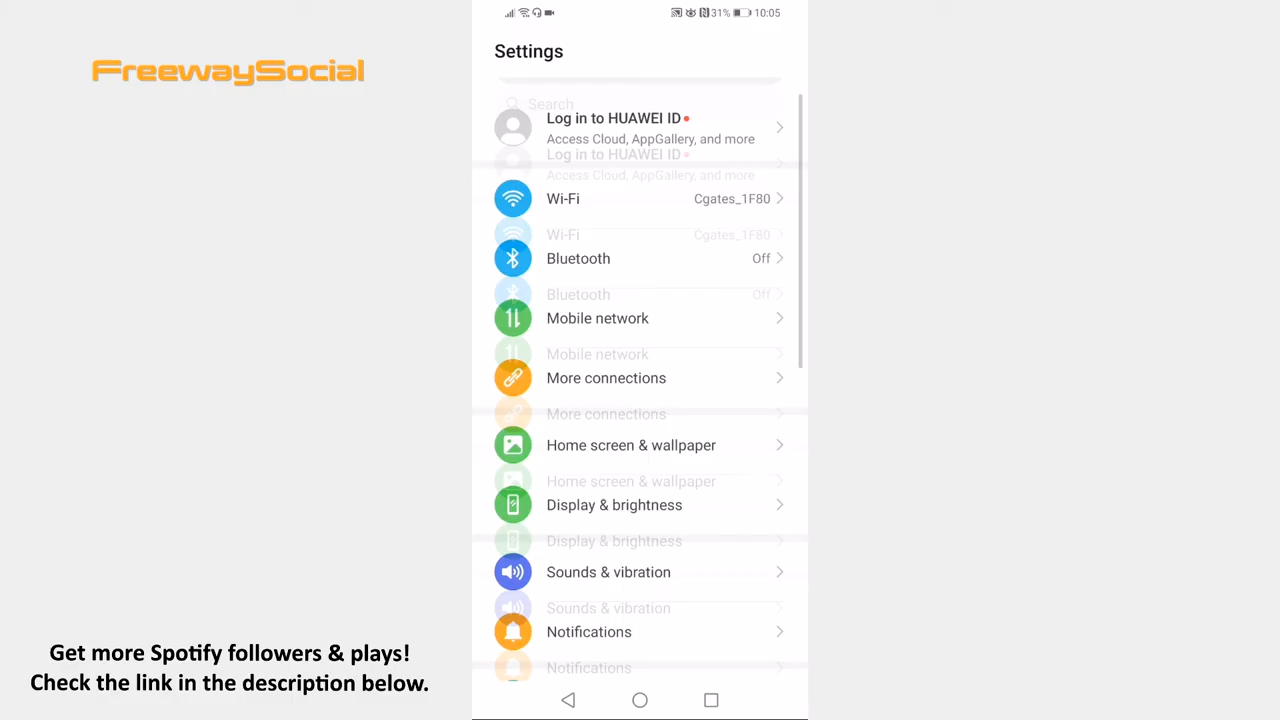 31% 10:05
FreewaySocial
Settings
Search
Log in to HUAWEI ID
Access Cloud, AppGallery, and more
Log in to HUAWEI ID
Access Cloud, AppGallery, and more
Wi-Fi Cgates_1F80
Wi-Fi Cgates_1F80
Bluetooth Off
Bluetooth Off
Mobile network
Mobile network
More connections
More connections
Home screen & wallpaper
Home screen & wallpaper
Display & brightness
Display & brightness
Sounds & vibration
Sounds & vibration
Notifications
Notifications
Get more Spotify followers & plays!
Check the link in the description below.